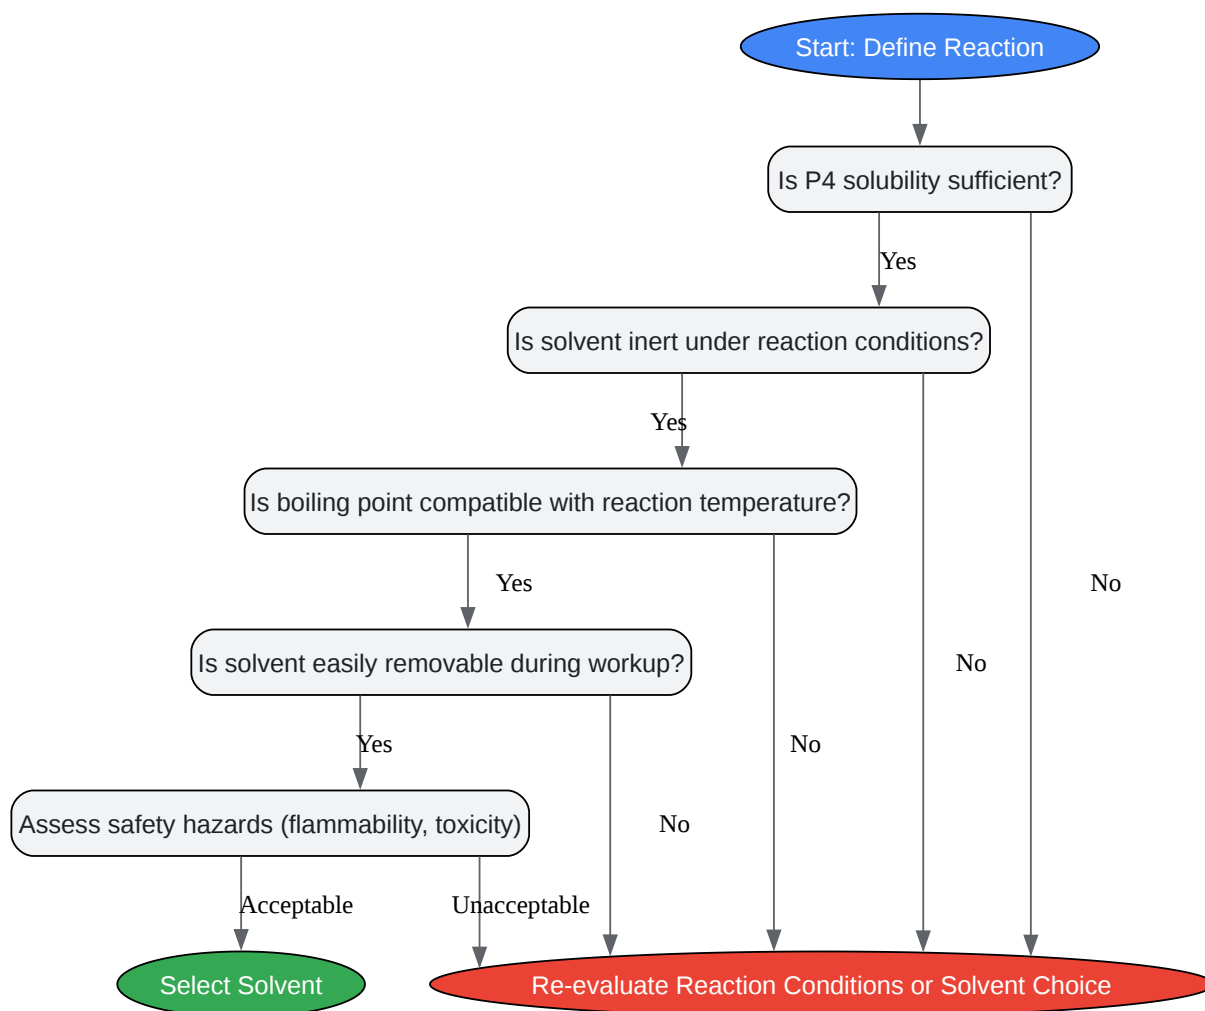 Start: Define Reaction
Is P4 solubility sufficient?
Yes
Is solvent inert under reaction conditions?
Yes
Is boiling point compatible with reaction temperature?
Yes
No
Is solvent easily removable during workup?
No
Yes
No
Assess safety hazards (flammability, toxicity)
No
Acceptable
Unacceptable
Select Solvent
Re-evaluate Reaction Conditions or Solvent Choice